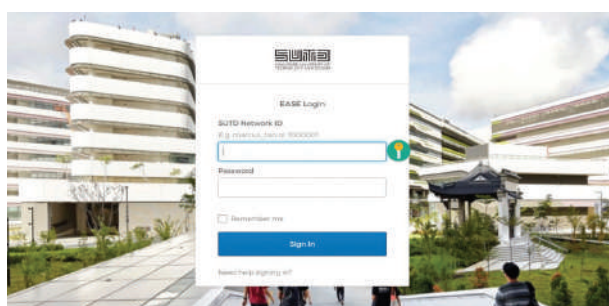 SUTD
EASE Login
SUTD Network ID
Password
Remember me
Sign In
Need help signing in?